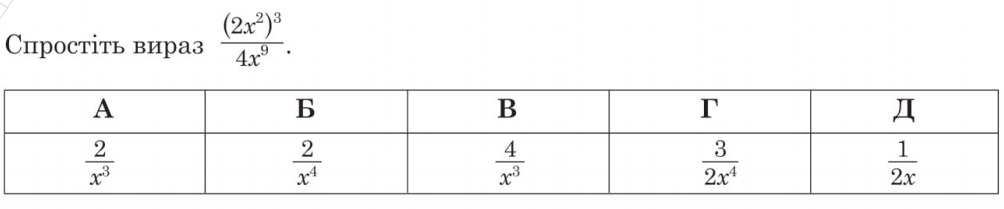 Спростіть вираз (2x²)³/4x⁹.
А Б В Г Д
2/x³ 2/x⁴ 4/x³ 3/2x⁴ 1/2x